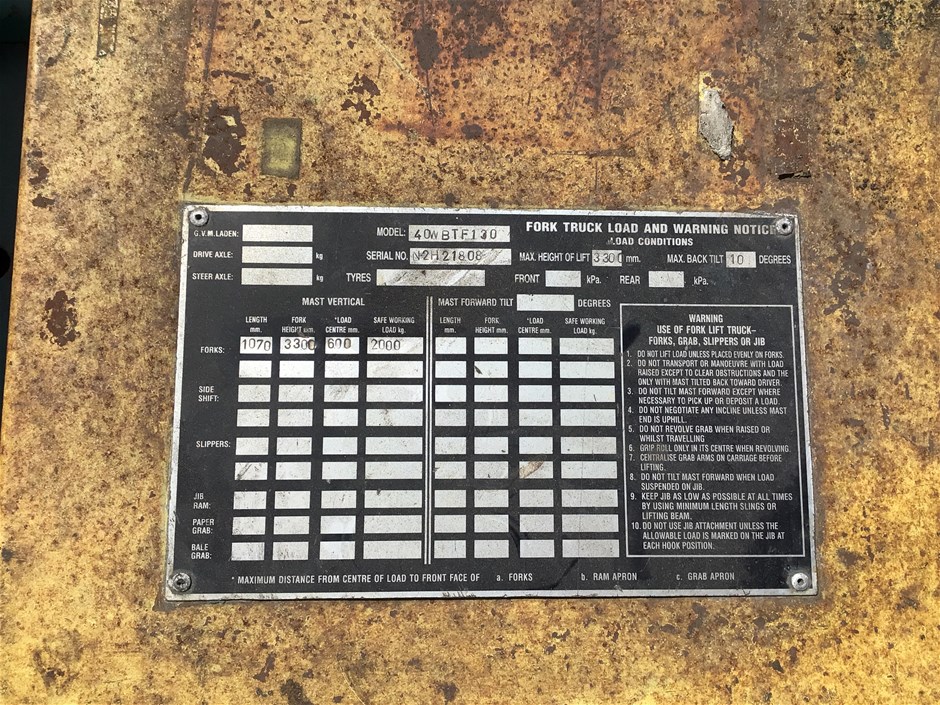 G.V.M. LADEN: MODEL: 40WBTF130 FORK TRUCK LOAD AND WARNING NOTICE
LOAD CONDITIONS
DRIVE AXLE: kg SERIAL NO. N2H21808 MAX. HEIGHT OF LIFT 3300 mm. MAX. BACK TILT 10 DEGREES
STEER AXLE: kg TYRES FRONT kPa. REAR kPa.
MAST VERTICAL MAST FORWARD TILT DEGREES
LENGTH mm. FORK HEIGHT mm. *LOAD CENTRE mm. SAFE WORKING LOAD kg. LENGTH mm. FORK HEIGHT mm. *LOAD CENTRE mm. SAFE WORKING LOAD kg.
FORKS: 1070 3300 600 2000
SIDE
SHIFT:
SLIPPERS:
JIB
RAM:
PAPER
GRAB:
BALE
GRAB:
WARNING
USE OF FORK LIFT TRUCK–
FORKS, GRAB, SLIPPERS OR JIB
1. DO NOT LIFT LOAD UNLESS PLACED EVENLY ON FORKS.
2. DO NOT TRANSPORT OR MANOEUVRE WITH LOAD
RAISED EXCEPT TO CLEAR OBSTRUCTIONS AND THE
ONLY WITH MAST TILTED BACK TOWARD DRIVER.
3. DO NOT TILT MAST FORWARD EXCEPT WHERE
NECESSARY TO PICK UP OR DEPOSIT A LOAD.
4. DO NOT NEGOTIATE ANY INCLINE UNLESS MAST
END IS UPHILL.
5. DO NOT REVOLVE GRAB WHEN RAISED OR
WHILST TRAVELLING
6. GRIP ROLL ONLY IN ITS CENTRE WHEN REVOLVING.
7. CENTRALISE GRAB ARMS ON CARRIAGE BEFORE
LIFTING.
8. DO NOT TILT MAST FORWARD WHEN LOAD
SUSPENDED ON JIB.
9. KEEP JIB AS LOW AS POSSIBLE AT ALL TIMES
BY USING MINIMUM LENGTH SLINGS OR
LIFTING BEAM.
10. DO NOT USE JIB ATTACHMENT UNLESS THE
ALLOWABLE LOAD IS MARKED ON THE JIB AT
EACH HOOK POSITION.
* MAXIMUM DISTANCE FROM CENTRE OF LOAD TO FRONT FACE OF a. FORKS b. RAM APRON c. GRAB APRON